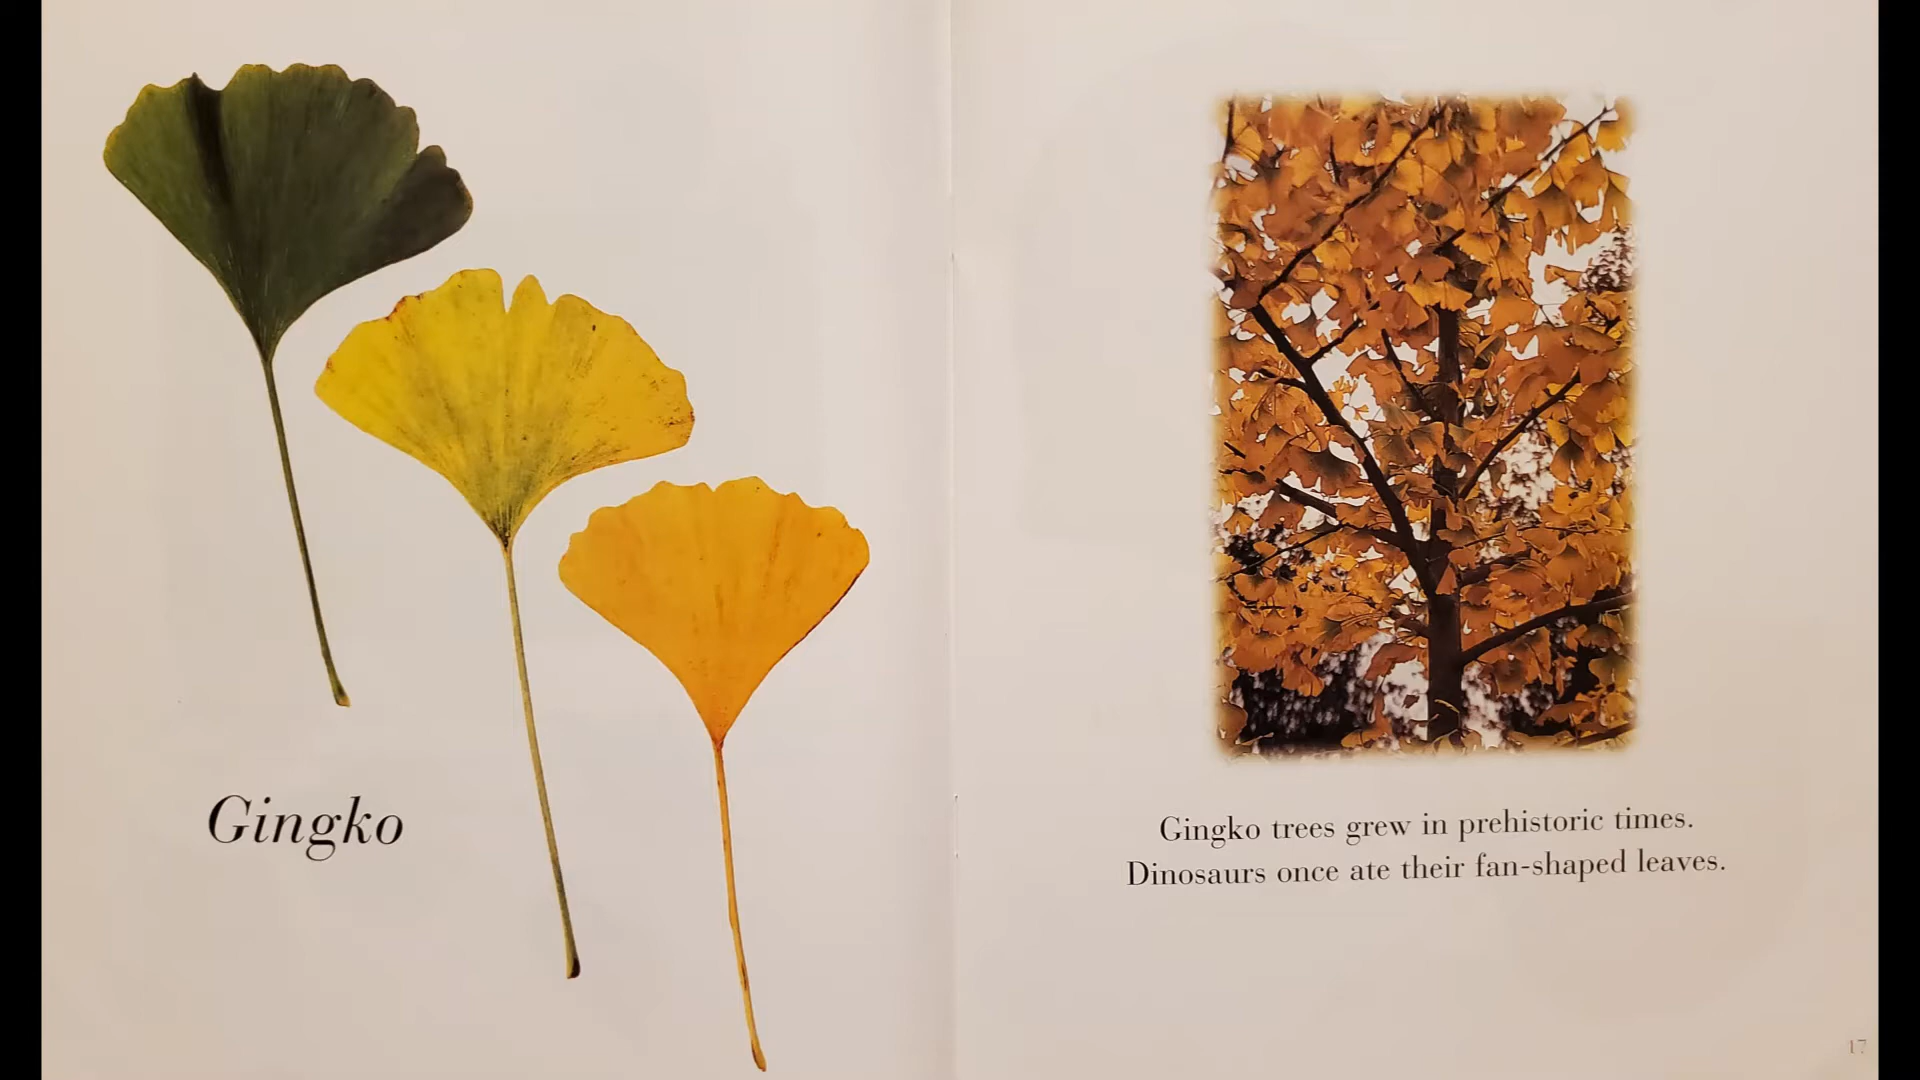 Gingko
Gingko trees grew in prehistoric times.
Dinosaurs once ate their fan-shaped leaves.
17